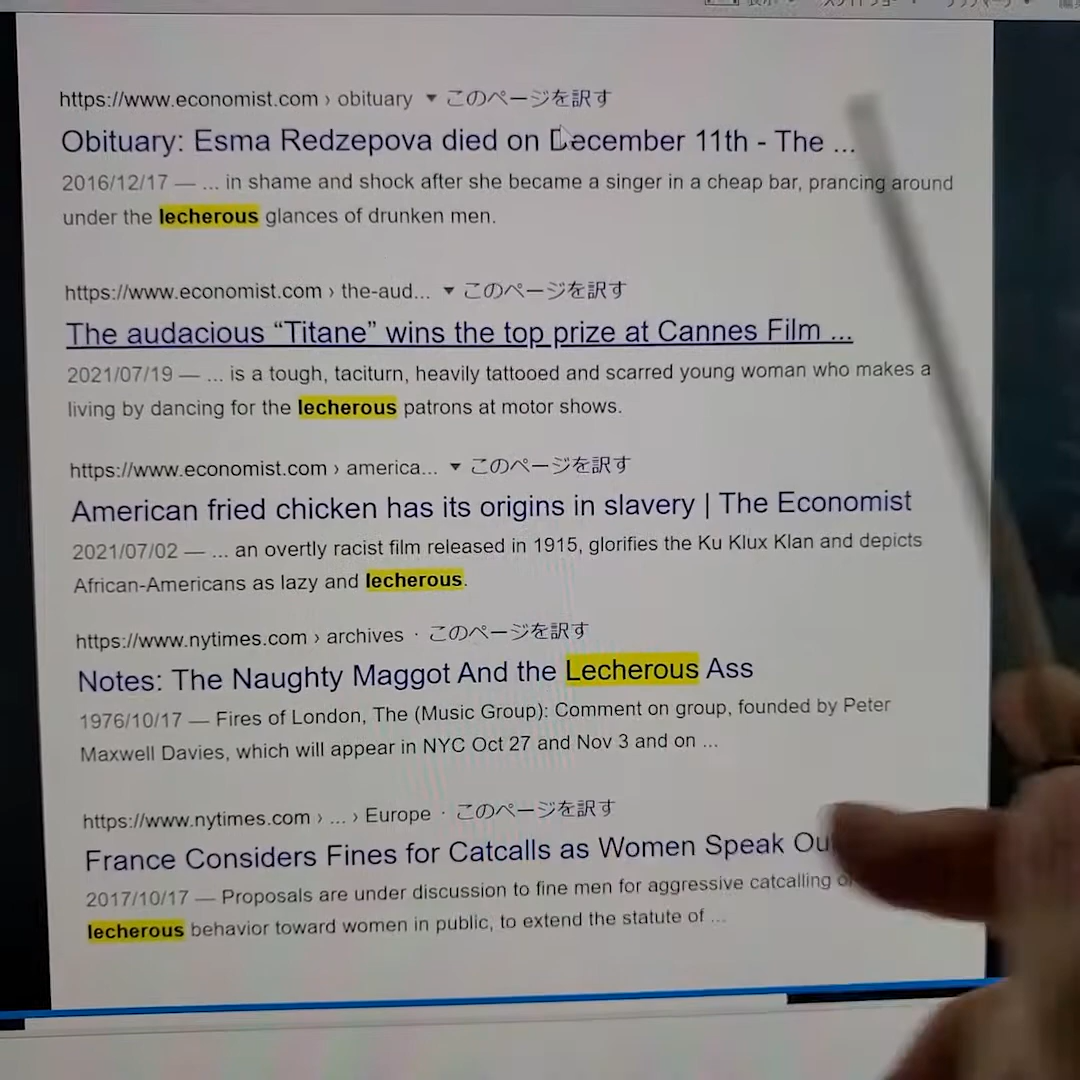 https://www.economist.com › obituary ▼ このページを訳す
Obituary: Esma Redzepova died on December 11th - The ...
2016/12/17 — ... in shame and shock after she became a singer in a cheap bar, prancing around
under the lecherous glances of drunken men.
https://www.economist.com › the-aud... ▼ このページを訳す
The audacious “Titane” wins the top prize at Cannes Film ...
2021/07/19 — ... is a tough, taciturn, heavily tattooed and scarred young woman who makes a
living by dancing for the lecherous patrons at motor shows.
https://www.economist.com › america... ▼ このページを訳す
American fried chicken has its origins in slavery | The Economist
2021/07/02 — ... an overtly racist film released in 1915, glorifies the Ku Klux Klan and depicts
African-Americans as lazy and lecherous.
https://www.nytimes.com › archives · このページを訳す
Notes: The Naughty Maggot And the Lecherous Ass
1976/10/17 — Fires of London, The (Music Group): Comment on group, founded by Peter
Maxwell Davies, which will appear in NYC Oct 27 and Nov 3 and on ...
https://www.nytimes.com › ... › Europe · このページを訳す
France Considers Fines for Catcalls as Women Speak
2017/10/17 — Proposals are under discussion to fine men for aggressive catcalling
lecherous behavior toward women in public, to extend the statute of ...